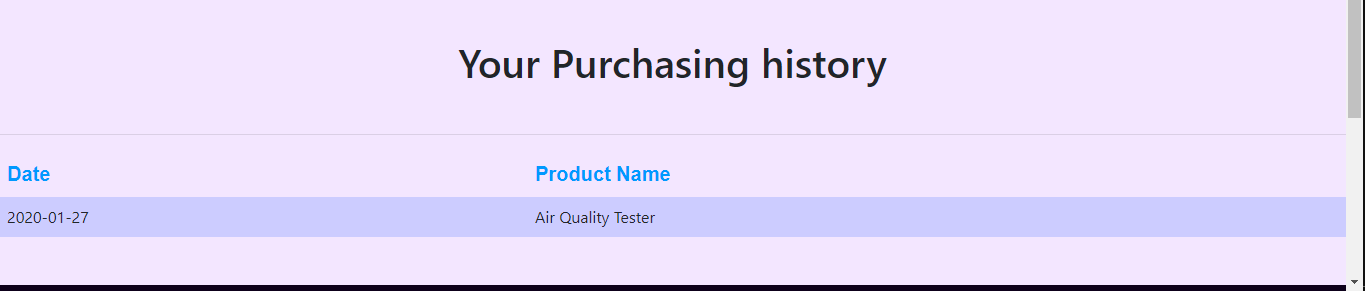 Your Purchasing history
Date Product Name
2020-01-27 Air Quality Tester